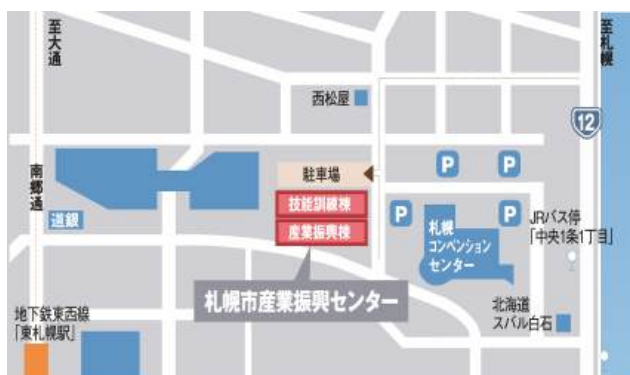 至大通
至札幌
西松屋
12
南郷通
駐車場
P
P
技能訓練棟
道銀
産業振興棟
P
札幌
コンベンション
センター
P
JRバス停
「中央1条1丁目」
札幌市産業振興センター
地下鉄東西線
「東札幌駅」
北海道
スバル白石